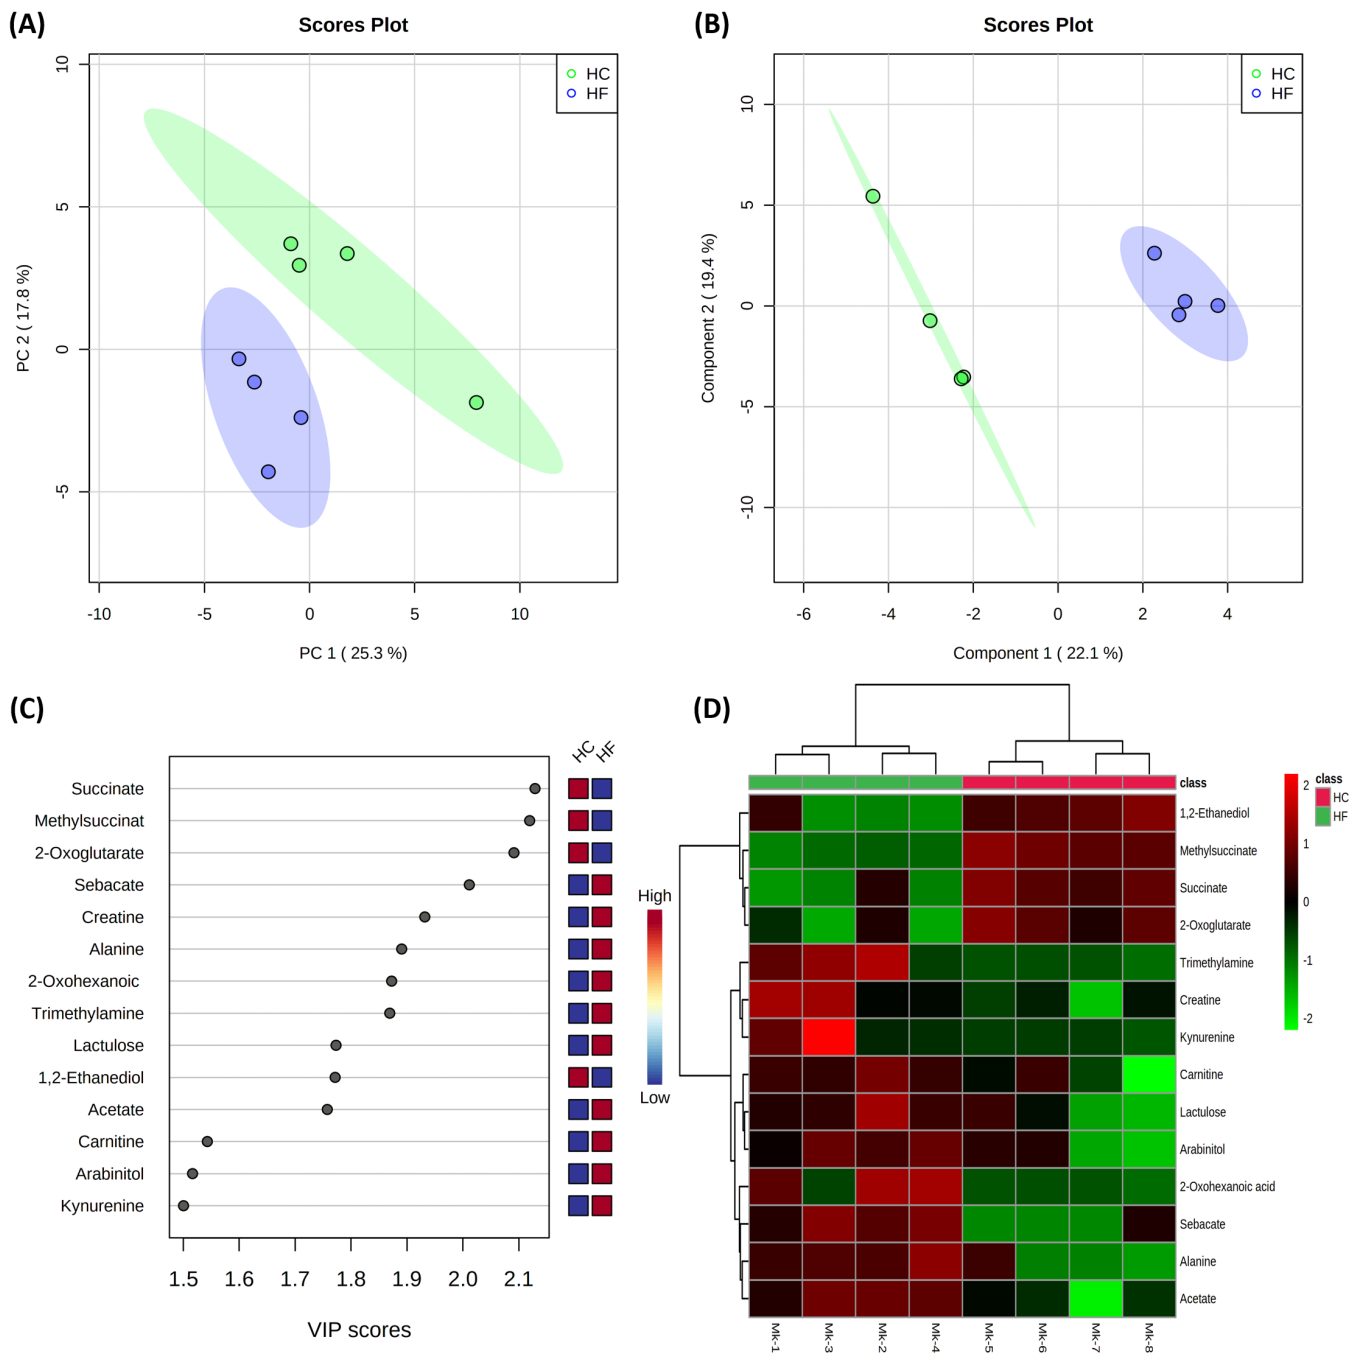 (A)
Scores Plot
HC
HF
10
5
0
-5
PC 2 ( 17.8 %)
-10 -5 0 5 10
PC 1 ( 25.3 %)
(B)
Scores Plot
HC
HF
10
5
0
-5
-10
Component 2 ( 19.4 %)
-6 -4 -2 0 2 4
Component 1 ( 22.1 %)
(C)
HC HF
Succinate
Methylsuccinat
2-Oxoglutarate
Sebacate
Creatine
Alanine
2-Oxohexanoic
Trimethylamine
Lactulose
1,2-Ethanediol
Acetate
Carnitine
Arabinitol
Kynurenine
1.5 1.6 1.7 1.8 1.9 2.0 2.1
VIP scores
High
Low
(D)
class
1,2-Ethanediol
Methylsuccinate
Succinate
2-Oxoglutarate
Trimethylamine
Creatine
Kynurenine
Carnitine
Lactulose
Arabinitol
2-Oxohexanoic acid
Sebacate
Alanine
Acetate
Mk-1 Mk-3 Mk-2 Mk-4 Mk-5 Mk-6 Mk-7 Mk-8
2
1
0
-1
-2
class
HC
HF